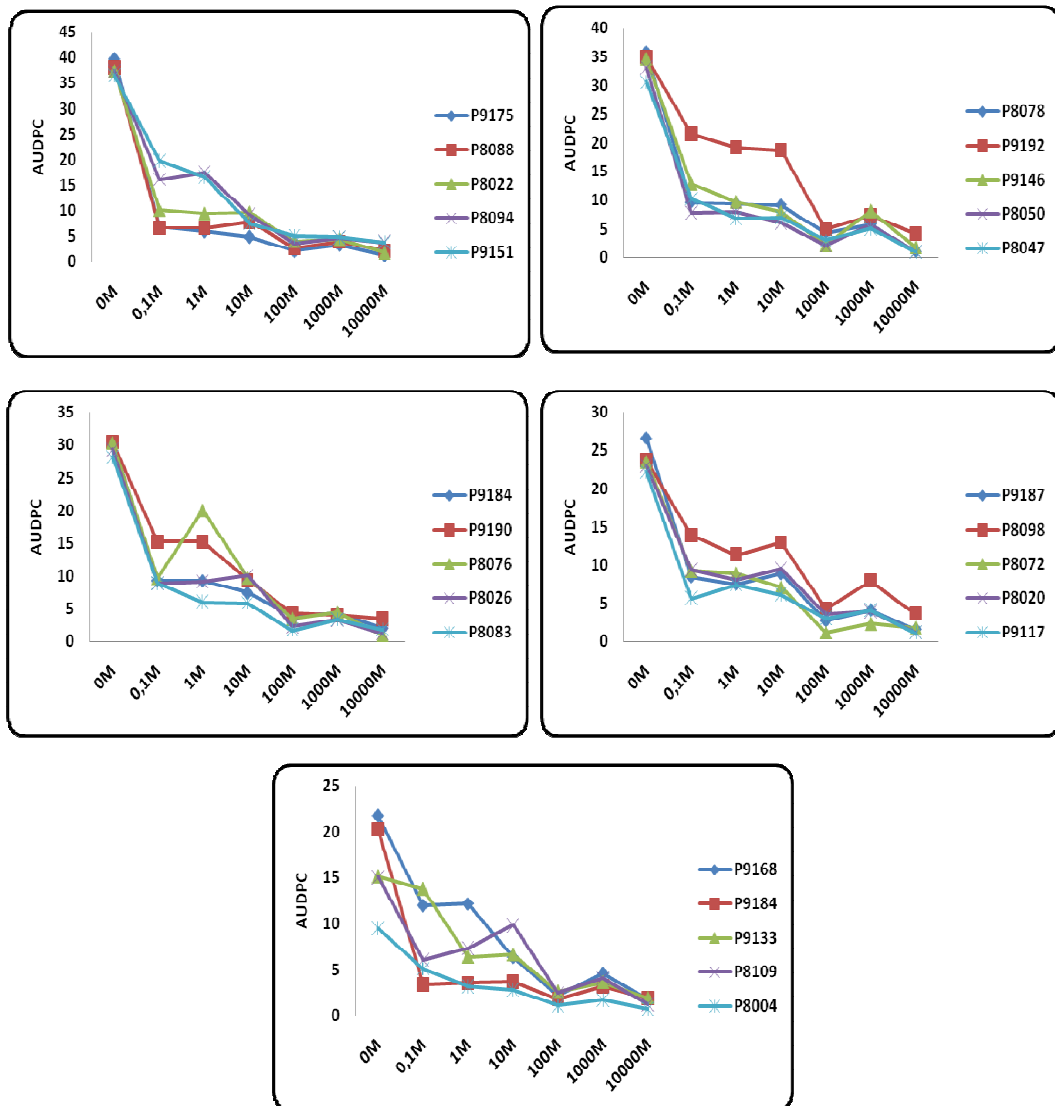 45
40
35
30
25
20
15
10
5
0
AUDPC
0M
0,1M
1M
10M
100M
1000M
10000M
P9175
P8088
P8022
P8094
P9151
40
35
30
25
20
15
10
5
0
AUDPC
0M
0,1M
1M
10M
100M
1000M
10000M
P8078
P9192
P9146
P8050
P8047
35
30
25
20
15
10
5
0
AUDPC
0M
0,1M
1M
10M
100M
1000M
10000M
P9184
P9190
P8076
P8026
P8083
30
25
20
15
10
5
0
AUDPC
0M
0,1M
1M
10M
100M
1000M
10000M
P9187
P8098
P8072
P8020
P9117
25
20
15
10
5
0
AUDPC
0M
0,1M
1M
10M
100M
1000M
10000M
P9168
P9184
P9133
P8109
P8004